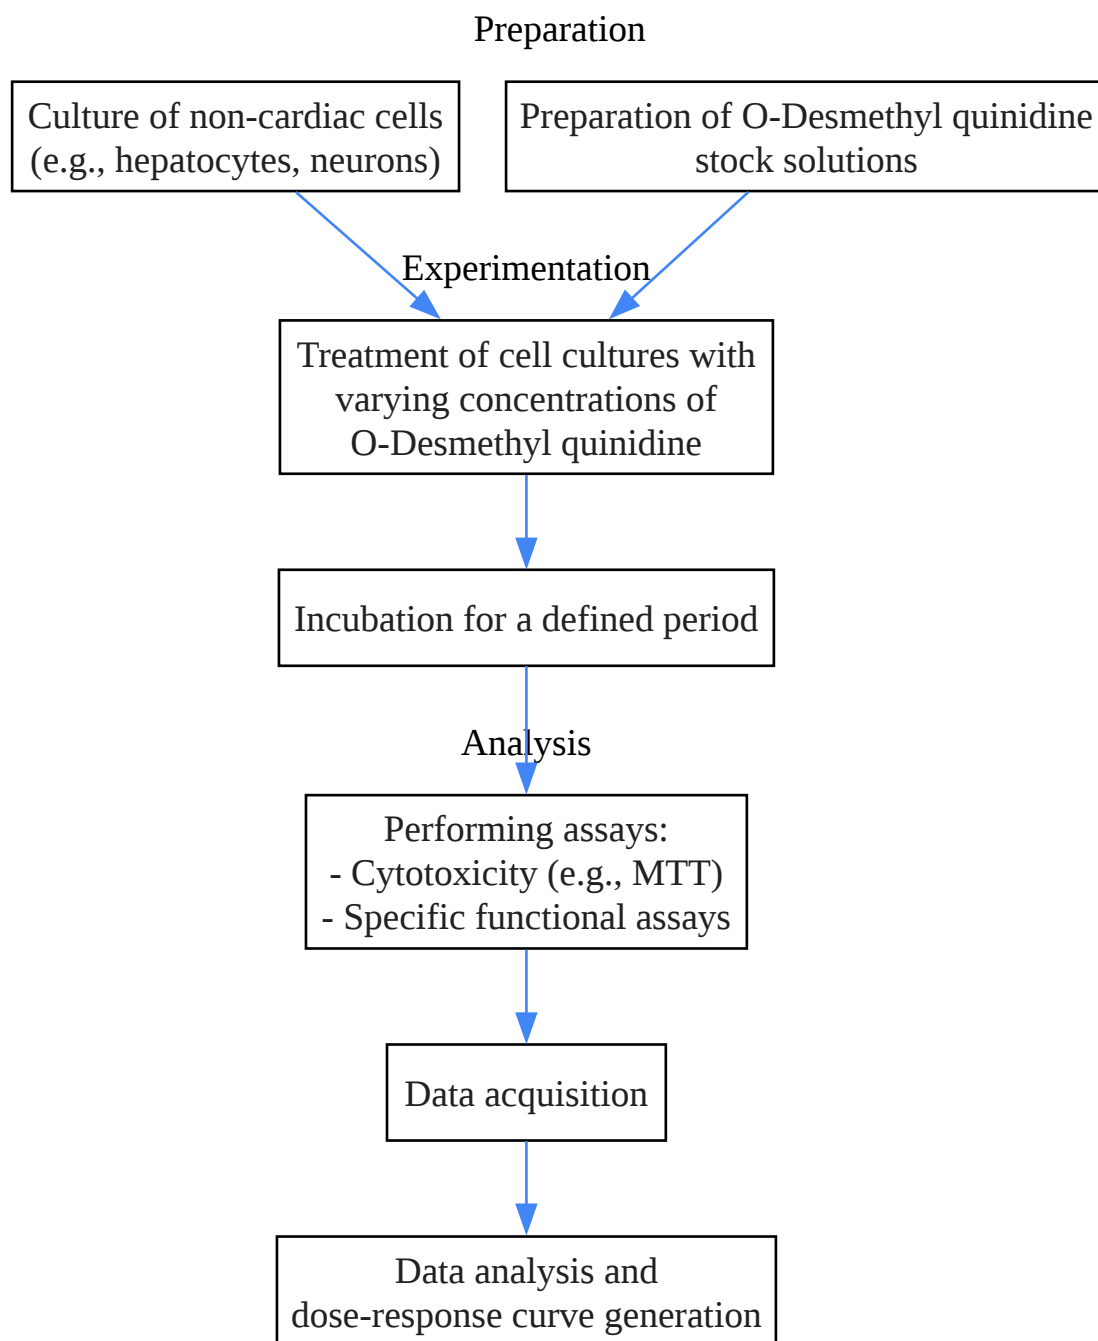 Preparation
Culture of non-cardiac cells
(e.g., hepatocytes, neurons)
Preparation of O-Desmethyl quinidine
stock solutions
Experimentation
Treatment of cell cultures with
varying concentrations of
O-Desmethyl quinidine
Incubation for a defined period
Analysis
Performing assays:
- Cytotoxicity (e.g., MTT)
- Specific functional assays
Data acquisition
Data analysis and
dose-response curve generation